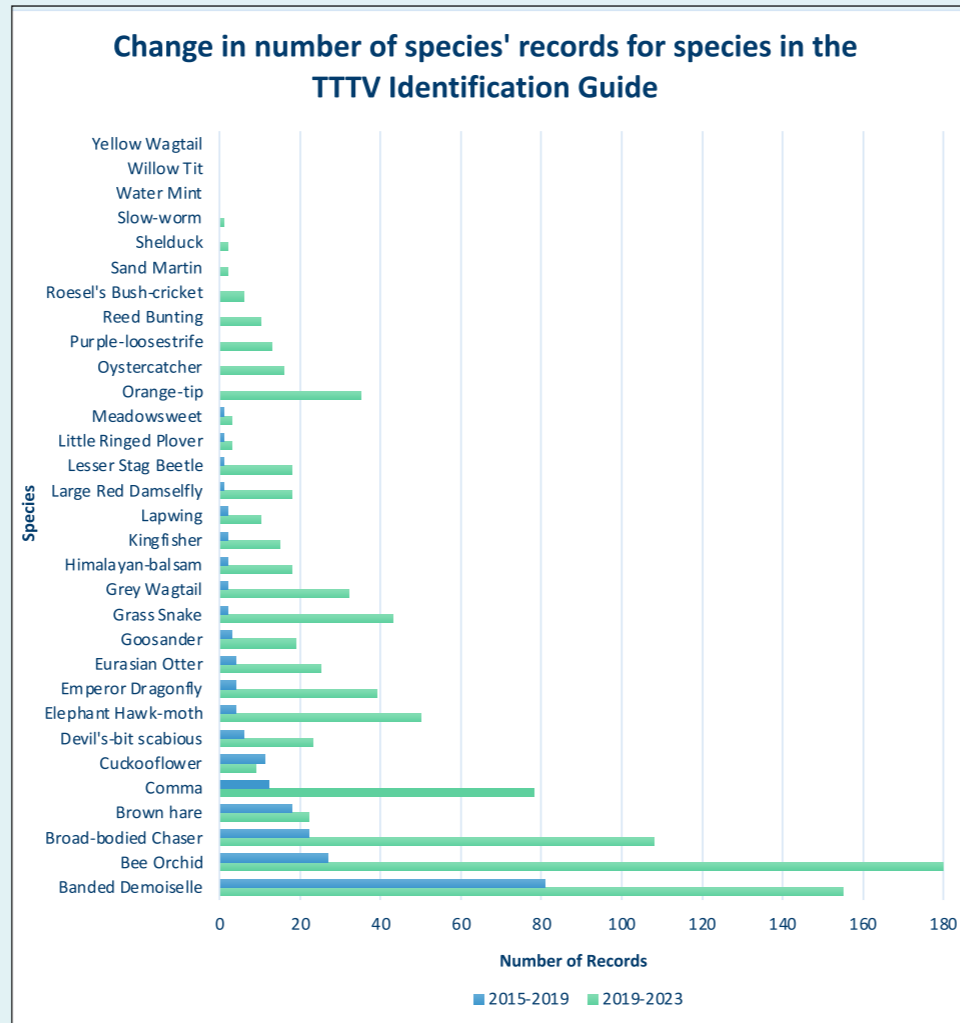 Change in number of species' records for species in the
TTTV Identification Guide
Yellow Wagtail
Willow Tit
Water Mint
Slow-worm
Shelduck
Sand Martin
Roesel's Bush-cricket
Reed Bunting
Purple-loosestrife
Oystercatcher
Orange-tip
Meadowsweet
Little Ringed Plover
Lesser Stag Beetle
Large Red Damselfly
Lapwing
Kingfisher
Himalayan-balsam
Grey Wagtail
Grass Snake
Goosander
Eurasian Otter
Emperor Dragonfly
Elephant Hawk-moth
Devil's-bit scabious
Cuckooflower
Comma
Brown hare
Broad-bodied Chaser
Bee Orchid
Banded Demoiselle
Species
0 20 40 60 80 100 120 140 160 180
Number of Records
2015-2019 2019-2023